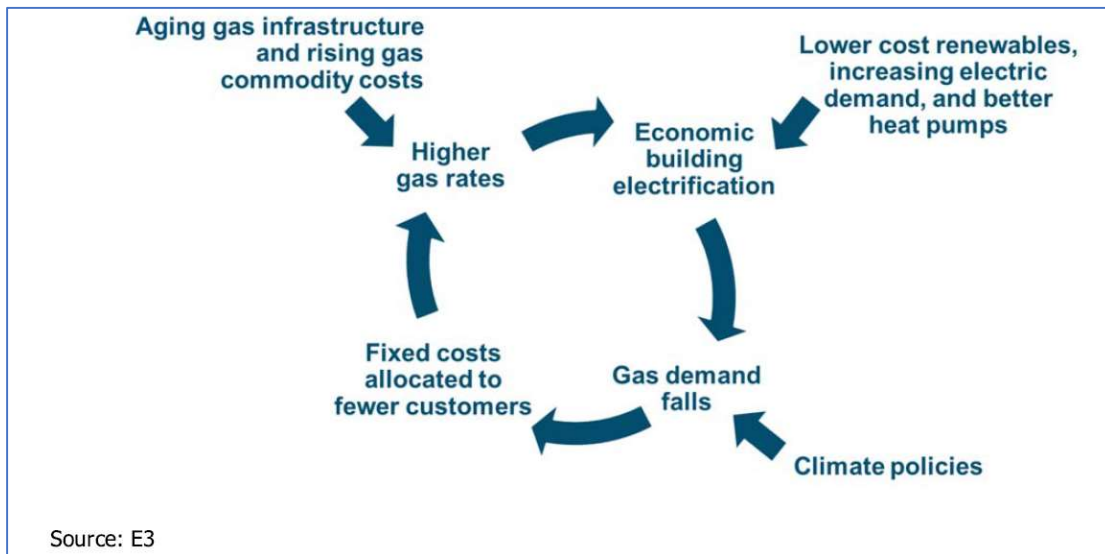 Aging gas infrastructure
and rising gas
commodity costs
Lower cost renewables,
increasing electric
demand, and better
heat pumps
Higher
gas rates
Economic
building
electrification
Fixed costs
allocated to
fewer customers
Gas demand
falls
Climate policies
Source: E3